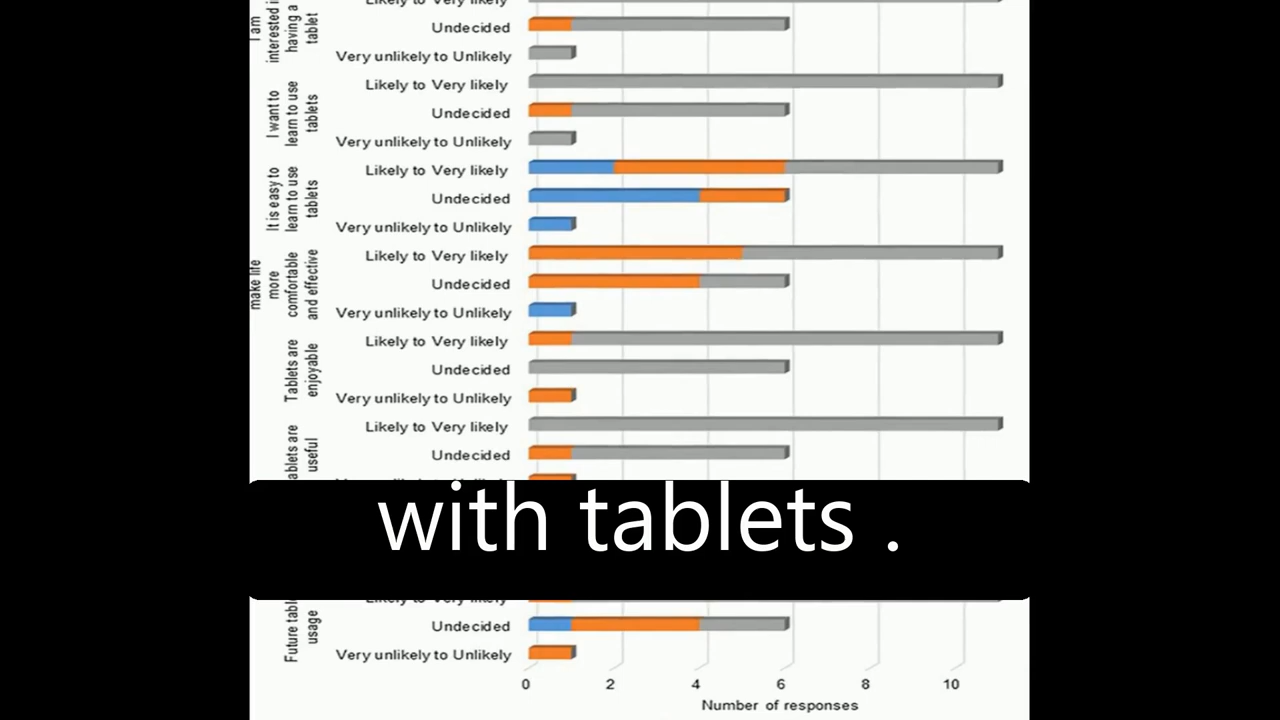 Likely to Very likely
I am
interested i
having a
tablet
Undecided
Very unlikely to Unlikely
Likely to Very likely
I want to
learn to use
tablets
Undecided
Very unlikely to Unlikely
Likely to Very likely
It is easy to
learn to use
tablets
Undecided
Very unlikely to Unlikely
Likely to Very likely
make life
more
comfortable
and effective
Undecided
Very unlikely to Unlikely
Likely to Very likely
Tablets are
enjoyable
Undecided
Very unlikely to Unlikely
Likely to Very likely
ablets are
useful
Undecided
with tablets .
Likely to Very likely
Future tabl
usage
Undecided
Very unlikely to Unlikely
0 2 4 6 8 10
Number of responses